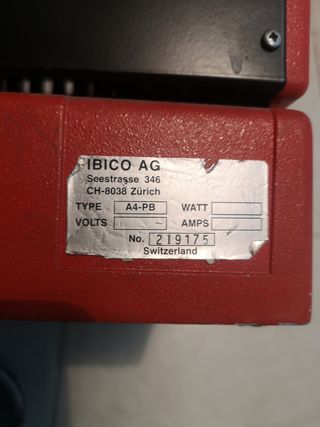 IBICO AG
Seestrasse 346
CH-8038 Zürich
TYPE A4-PB WATT
VOLTS ~ AMPS
No. 219175
Switzerland